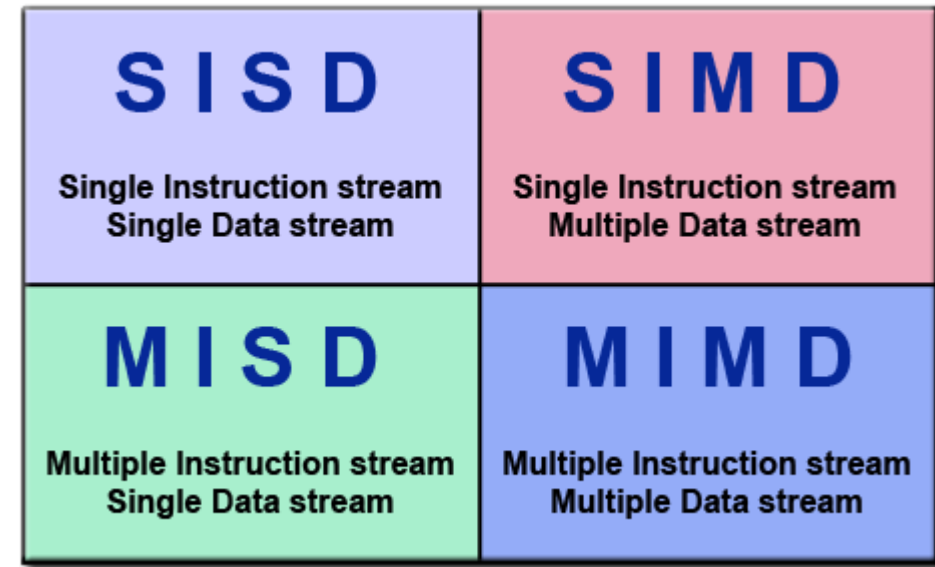 S I S D
Single Instruction stream
Single Data stream
S I M D
Single Instruction stream
Multiple Data stream
M I S D
Multiple Instruction stream
Single Data stream
M I M D
Multiple Instruction stream
Multiple Data stream